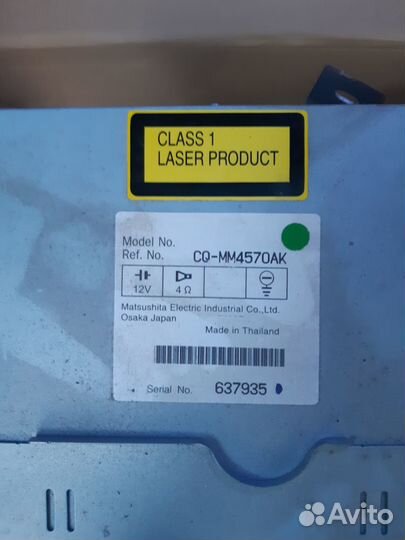 CLASS 1
LASER PRODUCT
Model No.
Ref. No. CQ-MM4570AK
12V 4 Ω
Matsushita Electric Industrial Co., Ltd.
Osaka Japan
Made in Thailand
Serial No. 637935
Avito